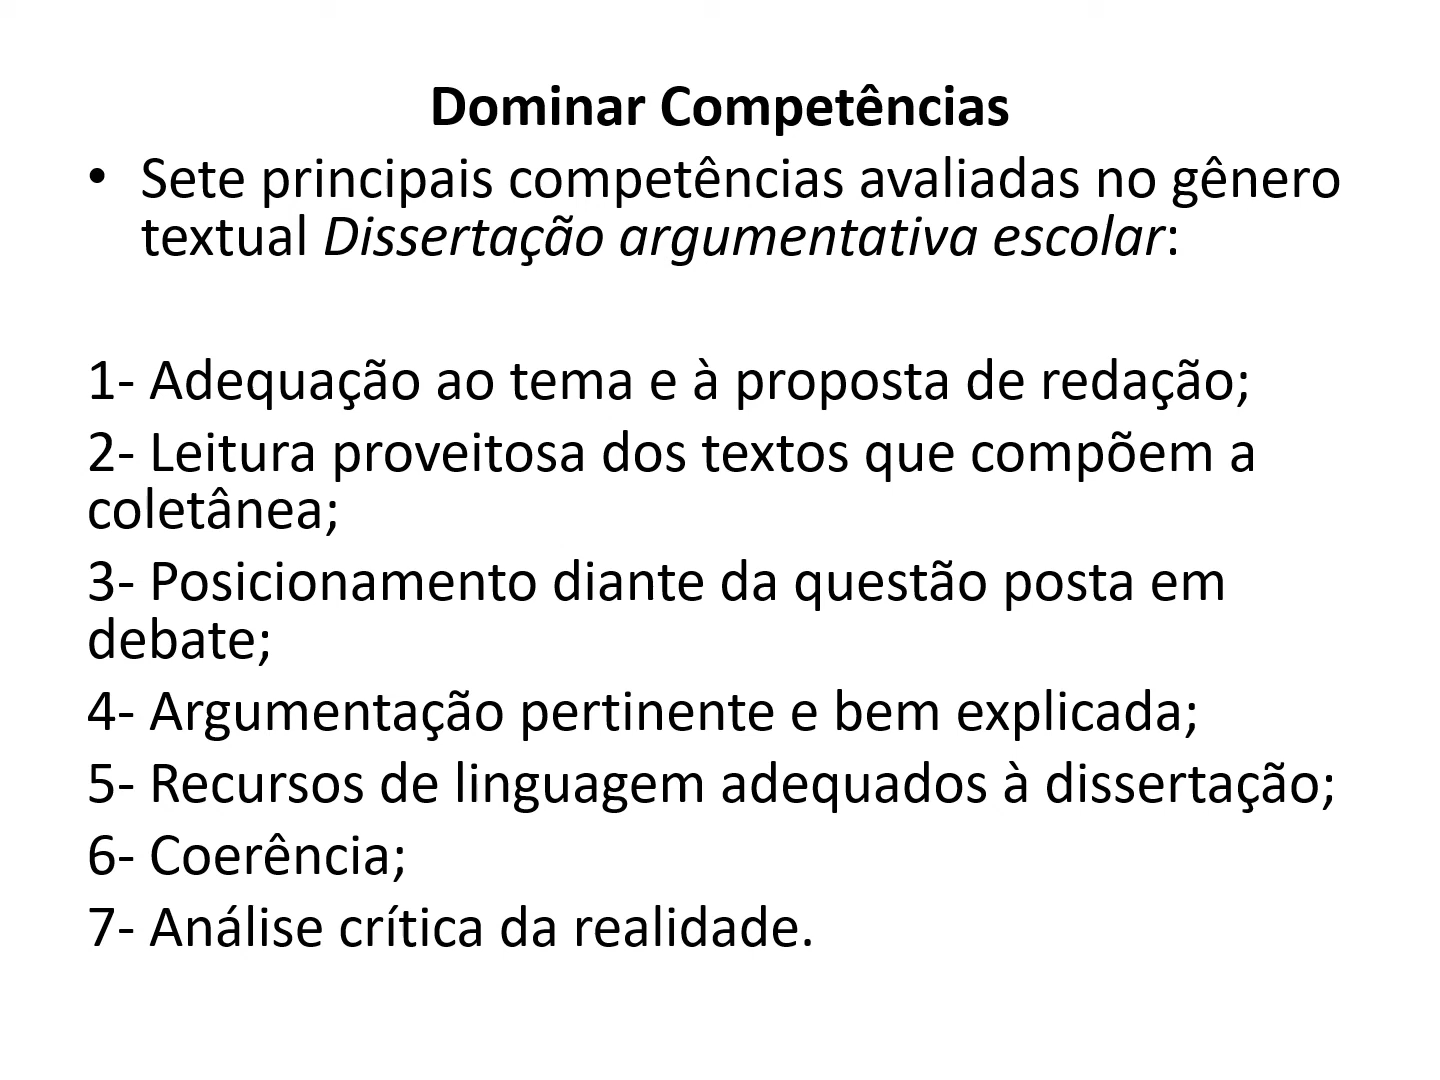 Dominar Competências
• Sete principais competências avaliadas no gênero
textual Dissertação argumentativa escolar:
1- Adequação ao tema e à proposta de redação;
2- Leitura proveitosa dos textos que compõem a
coletânea;
3- Posicionamento diante da questão posta em
debate;
4- Argumentação pertinente e bem explicada;
5- Recursos de linguagem adequados à dissertação;
6- Coerência;
7- Análise crítica da realidade.